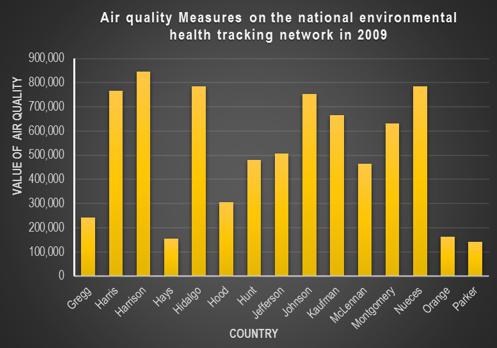 Air quality Measures on the national environmental
health tracking network in 2009
VALUE OF AIR QUALITY
900,000
800,000
700,000
600,000
500,000
400,000
300,000
200,000
100,000
0
Gregg
Harris
Harrison
Hays
Hidalgo
Hood
Hunt
Jefferson
Johnson
Kaufman
McLennan
Montgomery
Nueces
Orange
Parker
COUNTRY